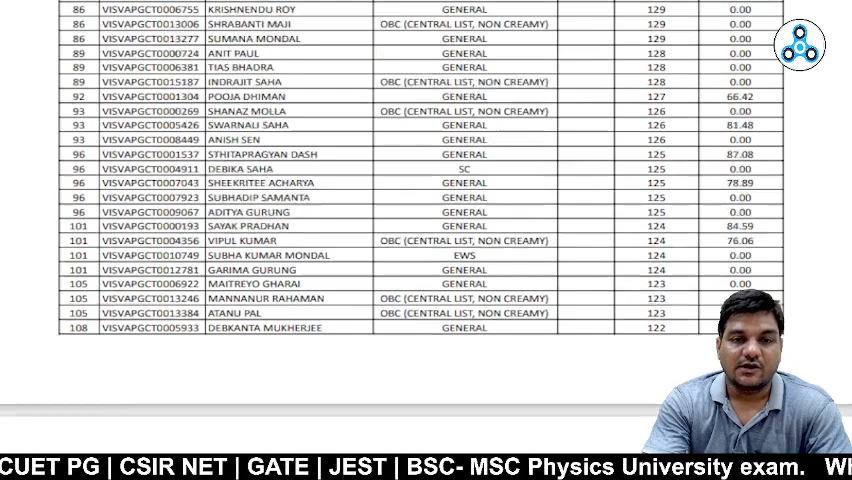 86 VISVAPGCT0006755 KRISHNENDU ROY GENERAL 129 0.00
86 VISVAPGCT0013006 SHRABANTI MAJI OBC (CENTRAL LIST, NON CREAMY) 129 0.00
86 VISVAPGCT0013277 SUMANA MONDAL GENERAL 129 0.00
89 VISVAPGCT0000724 ANIT PAUL GENERAL 128 0.00
89 VISVAPGCT0006381 TIAS BHADRA GENERAL 128 0.00
89 VISVAPGCT0015187 INDRAJIT SAHA OBC (CENTRAL LIST, NON CREAMY) 128 0.00
92 VISVAPGCT0001304 POOJA DHIMAN GENERAL 127 66.42
93 VISVAPGCT0000269 SHANAZ MOLLA OBC (CENTRAL LIST, NON CREAMY) 126 0.00
93 VISVAPGCT0005426 SWARNALI SAHA GENERAL 126 81.48
93 VISVAPGCT0008449 ANISH SEN GENERAL 126 0.00
96 VISVAPGCT0001537 STHITAPRAGYAN DASH GENERAL 125 87.08
96 VISVAPGCT0004911 DEBIKA SAHA SC 125 0.00
96 VISVAPGCT0007043 SHEEKRITEE ACHARYA GENERAL 125 78.89
96 VISVAPGCT0007923 SUBHADIP SAMANTA GENERAL 125 0.00
96 VISVAPGCT0009067 ADITYA GURUNG GENERAL 125 0.00
101 VISVAPGCT0000193 SAYAK PRADHAN GENERAL 124 84.59
101 VISVAPGCT0004356 VIPUL KUMAR OBC (CENTRAL LIST, NON CREAMY) 124 76.06
101 VISVAPGCT0010749 SUBHA KUMAR MONDAL EWS 124 0.00
101 VISVAPGCT0012781 GARIMA GURUNG GENERAL 124 0.00
105 VISVAPGCT0006922 MAITREYO GHARAI GENERAL 123 0.00
105 VISVAPGCT0013246 MANNANUR RAHAMAN OBC (CENTRAL LIST, NON CREAMY) 123
105 VISVAPGCT0013384 ATANU PAL OBC (CENTRAL LIST, NON CREAMY) 123
108 VISVAPGCT0005933 DEBKANTA MUKHERJEE GENERAL 122
CUET PG | CSIR NET | GATE | JEST | BSC- MSC Physics University exam. Wh